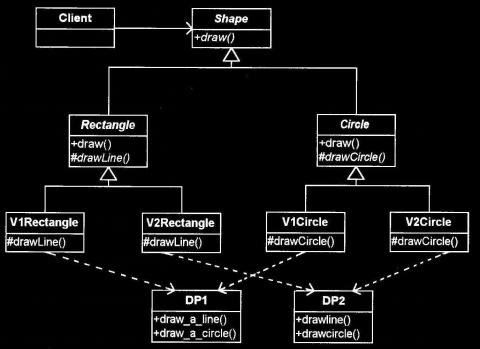 Client
Shape
+draw()
Rectangle
+draw()
#drawLine()
Circle
+draw()
#drawCircle()
V1Rectangle
#drawLine()
V2Rectangle
#drawLine()
V1Circle
#drawCircle()
V2Circle
#drawCircle()
DP1
+draw_a_line()
+draw_a_circle()
DP2
+drawline()
+drawcircle()